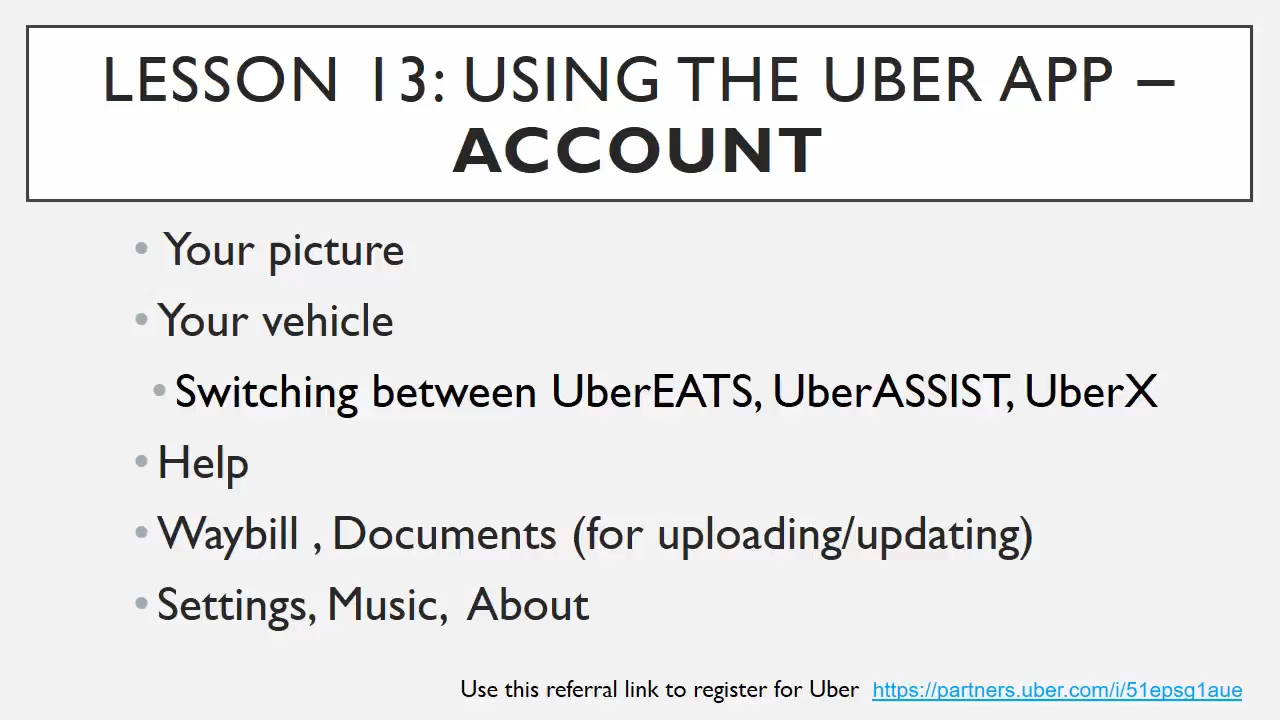 LESSON 13: USING THE UBER APP –
ACCOUNT
• Your picture
• Your vehicle
• Switching between UberEATS, UberASSIST, UberX
• Help
• Waybill , Documents (for uploading/updating)
• Settings, Music, About
Use this referral link to register for Uber https://partners.uber.com/i/51epsq1aue